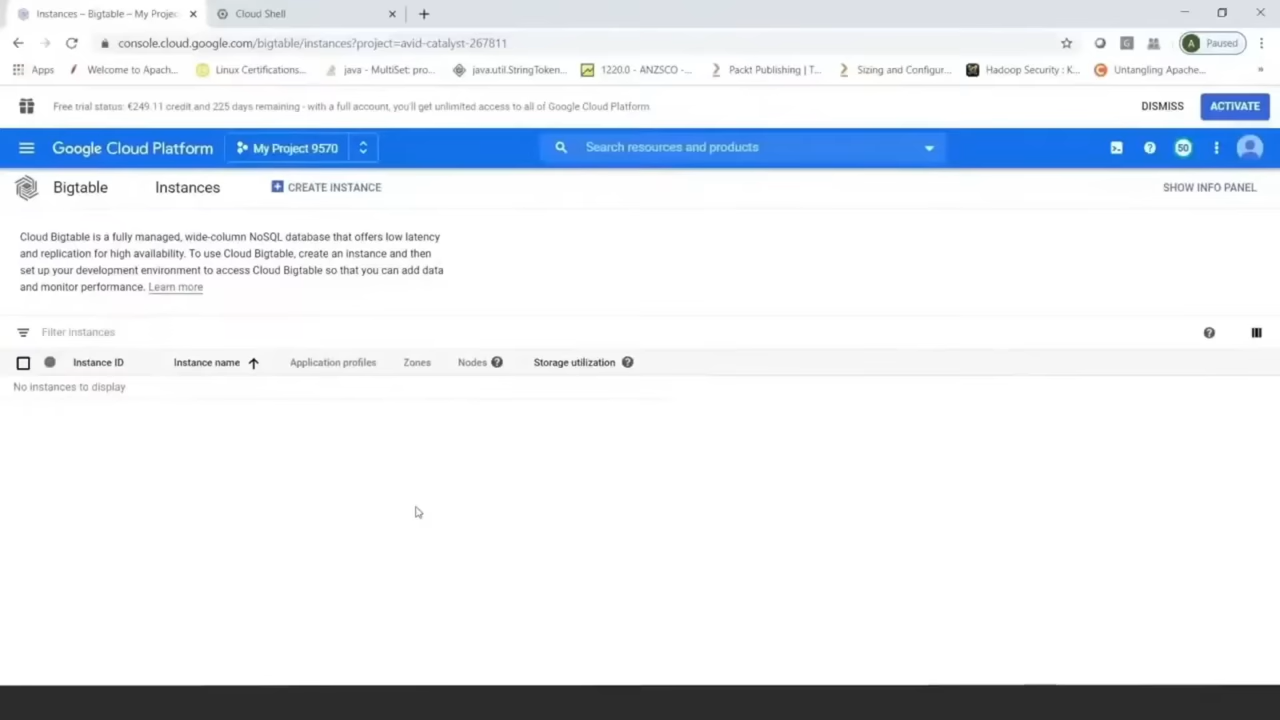 Instances – Bigtable – My Projec
Cloud Shell
console.cloud.google.com/bigtable/instances?project=avid-catalyst-267811
Paused
Apps
Welcome to Apach...
Linux Certifications...
java - MultiSet: pro...
java.util.StringToken...
1220.0 - ANZSCO -...
Packt Publishing | T...
Sizing and Configur...
Hadoop Security : K...
Untangling Apache...
»
Free trial status: €249.11 credit and 225 days remaining - with a full account, you'll get unlimited access to all of Google Cloud Platform.
DISMISS
ACTIVATE
Google Cloud Platform
My Project 9570
Search resources and products
50
A
Bigtable
Instances
CREATE INSTANCE
SHOW INFO PANEL
Cloud Bigtable is a fully managed, wide-column NoSQL database that offers low latency
and replication for high availability. To use Cloud Bigtable, create an instance and then
set up your development environment to access Cloud Bigtable so that you can add data
and monitor performance. Learn more
Filter instances
Instance ID
Instance name
Application profiles
Zones
Nodes
Storage utilization
No instances to display